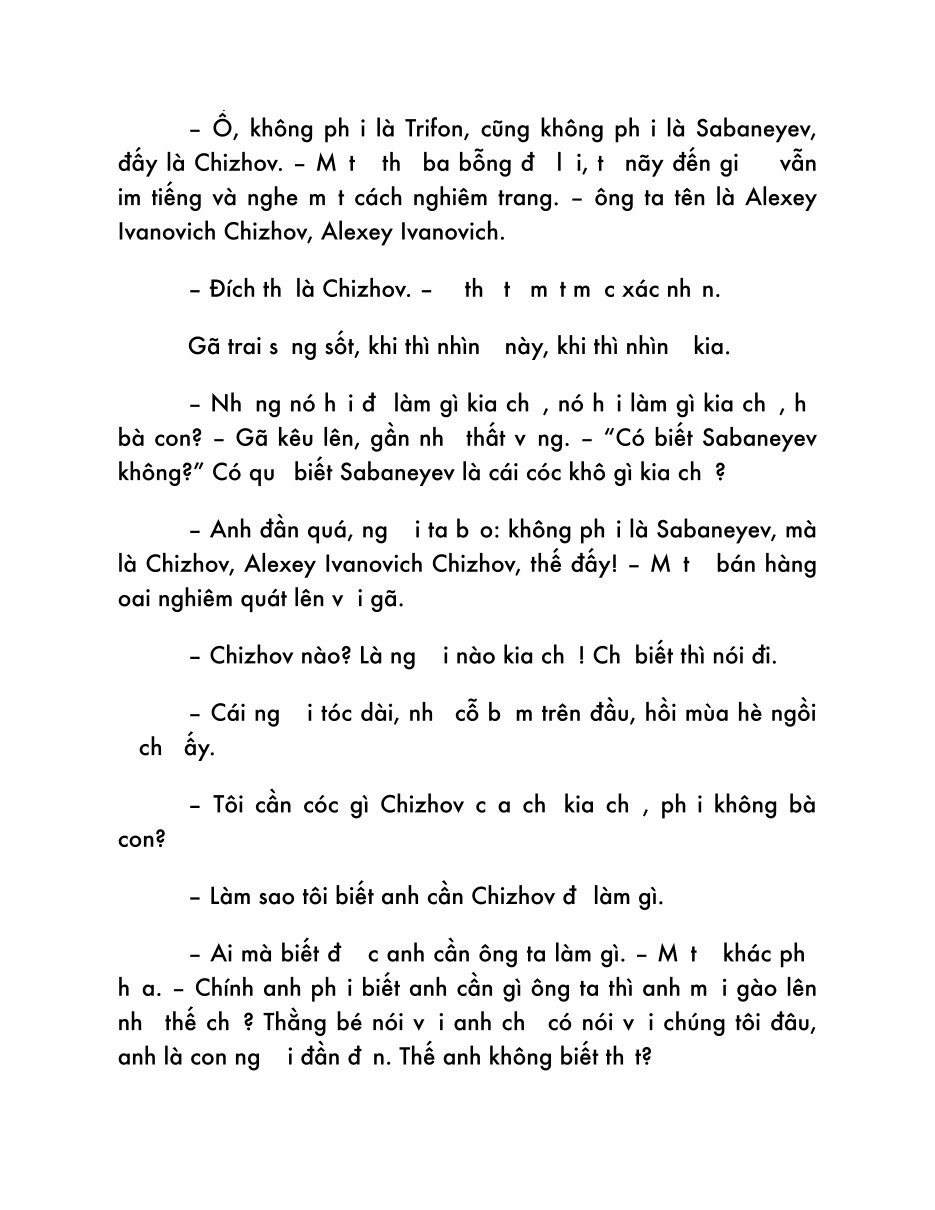 – Ồ, không ph i là Trifon, cũng không ph i là Sabaneyev,
đấy là Chizhov. – M t th ba bỗng đ l i, t nãy đến gi vẫn
im tiếng và nghe m t cách nghiêm trang. – ông ta tên là Alexey
Ivanovich Chizhov, Alexey Ivanovich.
– Đích th là Chizhov. – th t m t m c xác nh n.
Gã trai s ng sốt, khi thì nhìn này, khi thì nhìn kia.
– Nh ng nó h i đ làm gì kia ch , nó h i làm gì kia ch , h
bà con? – Gã kêu lên, gần nh thất v ng. – “Có biết Sabaneyev
không?” Có qu biết Sabaneyev là cái cóc khô gì kia ch ?
– Anh đần quá, ng i ta b o: không ph i là Sabaneyev, mà
là Chizhov, Alexey Ivanovich Chizhov, thế đấy! – M t bán hàng
oai nghiêm quát lên v i gã.
– Chizhov nào? Là ng i nào kia ch ! Ch biết thì nói đi.
– Cái ng i tóc dài, nh cỗ b m trên đầu, hồi mùa hè ngồi
ch ấy.
– Tôi cần cóc gì Chizhov c a ch kia ch , ph i không bà
con?
– Làm sao tôi biết anh cần Chizhov đ làm gì.
– Ai mà biết đ c anh cần ông ta làm gì. – M t khác ph
h a. – Chính anh ph i biết anh cần gì ông ta thì anh m i gào lên
nh thế ch ? Thằng bé nói v i anh ch có nói v i chúng tôi đâu,
anh là con ng i đần đ n. Thế anh không biết th t?